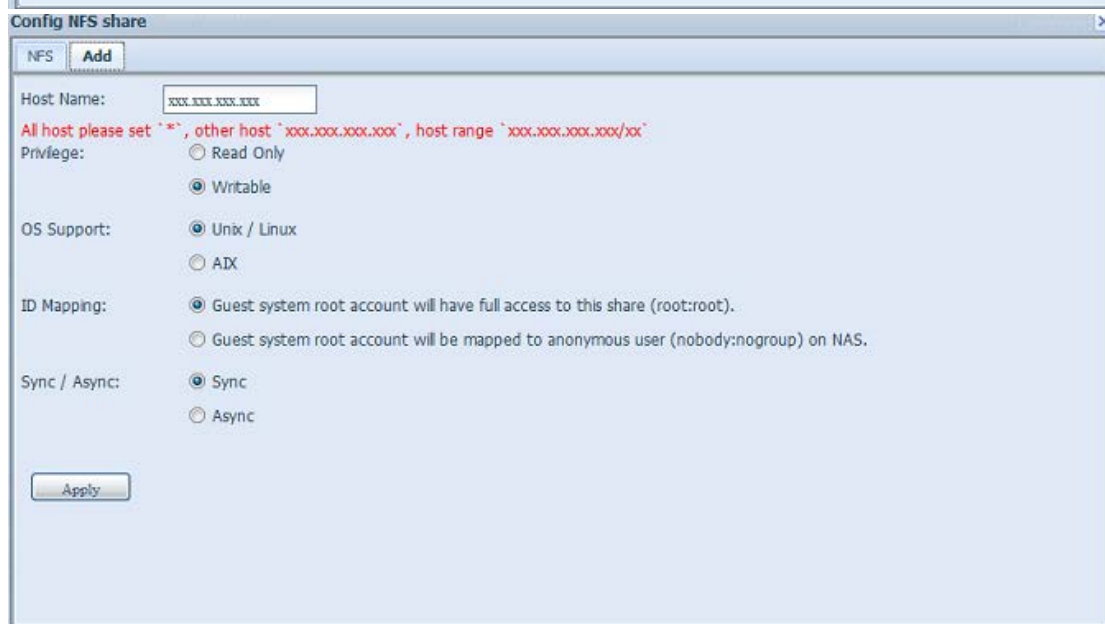 Config NFS share
NFS Add
Host Name: xxx.xxx.xxx.xxx
All host please set `*`, other host `xxx.xxx.xxx.xxx`, host range `xxx.xxx.xxx.xxx/xx`
Privilege: Read Only
Writable
OS Support: Unix / Linux
AIX
ID Mapping: Guest system root account will have full access to this share (root:root).
Guest system root account will be mapped to anonymous user (nobody:nogroup) on NAS.
Sync / Async: Sync
Async
Apply